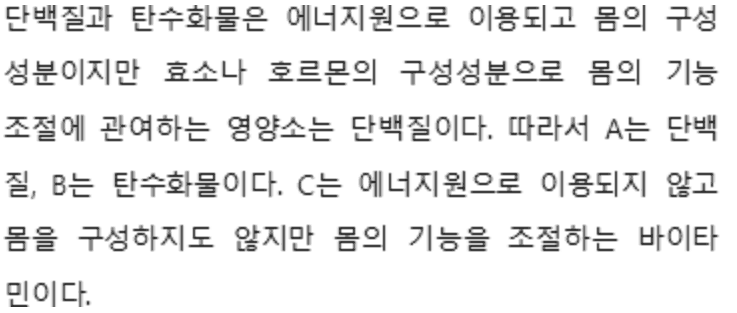 단백질과 탄수화물은 에너지원으로 이용되고 몸의 구성
성분이지만 효소나 호르몬의 구성성분으로 몸의 기능
조절에 관여하는 영양소는 단백질이다. 따라서 A는 단백
질, B는 탄수화물이다. C는 에너지원으로 이용되지 않고
몸을 구성하지도 않지만 몸의 기능을 조절하는 바이타
민이다.